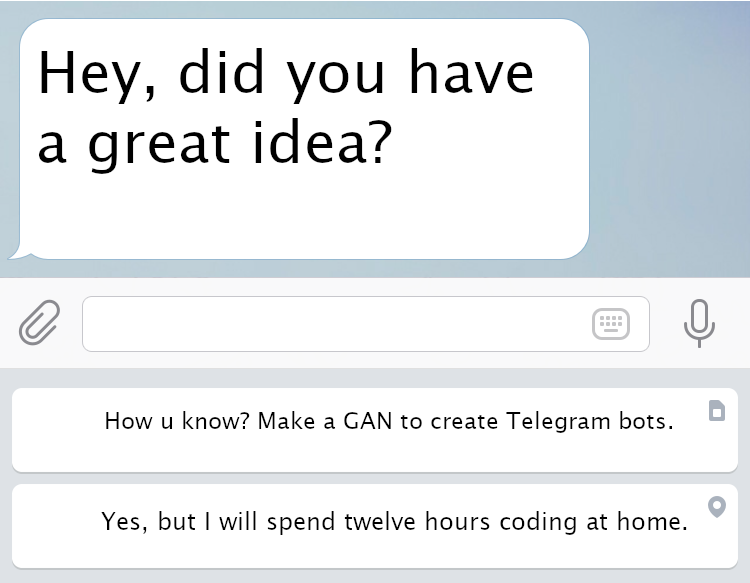 Hey, did you have
a great idea?
How u know? Make a GAN to create Telegram bots.
Yes, but I will spend twelve hours coding at home.